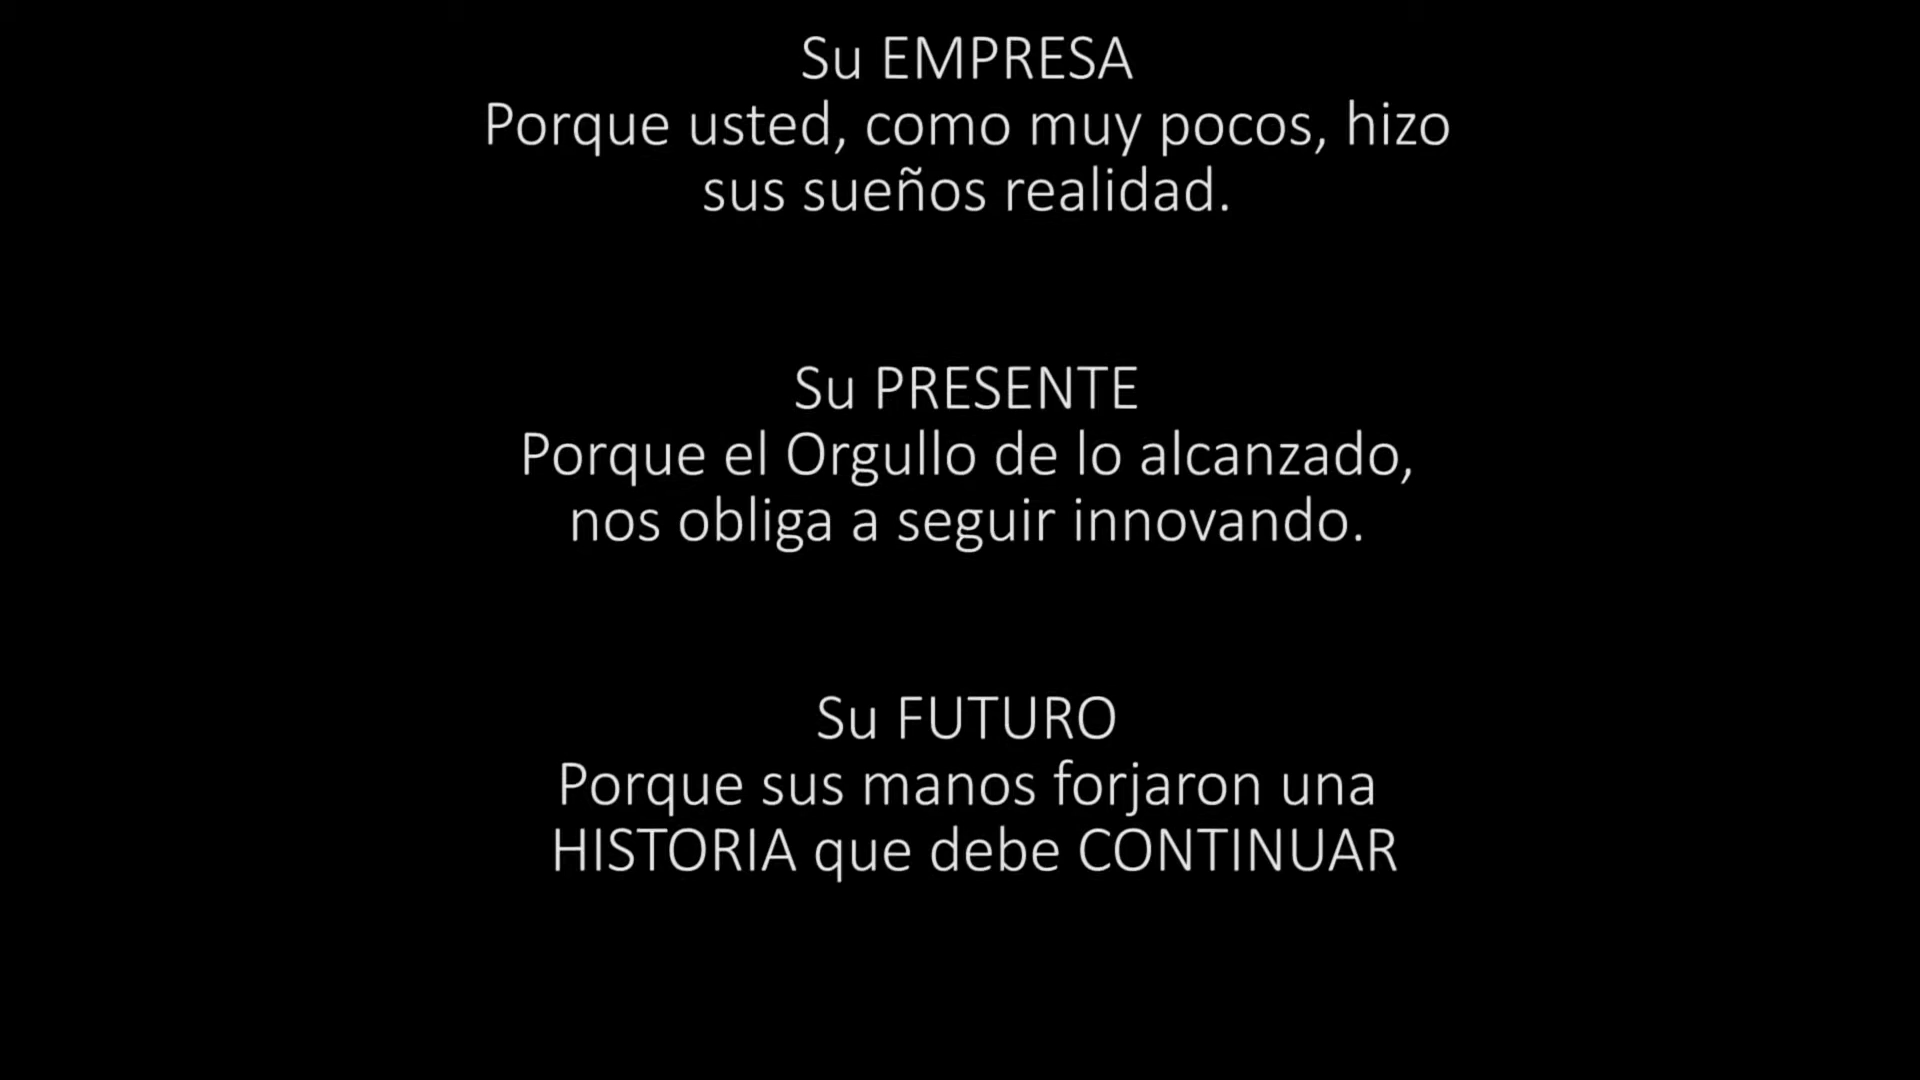 Su EMPRESA
Porque usted, como muy pocos, hizo
sus sueños realidad.
Su PRESENTE
Porque el Orgullo de lo alcanzado,
nos obliga a seguir innovando.
Su FUTURO
Porque sus manos forjaron una
HISTORIA que debe CONTINUAR